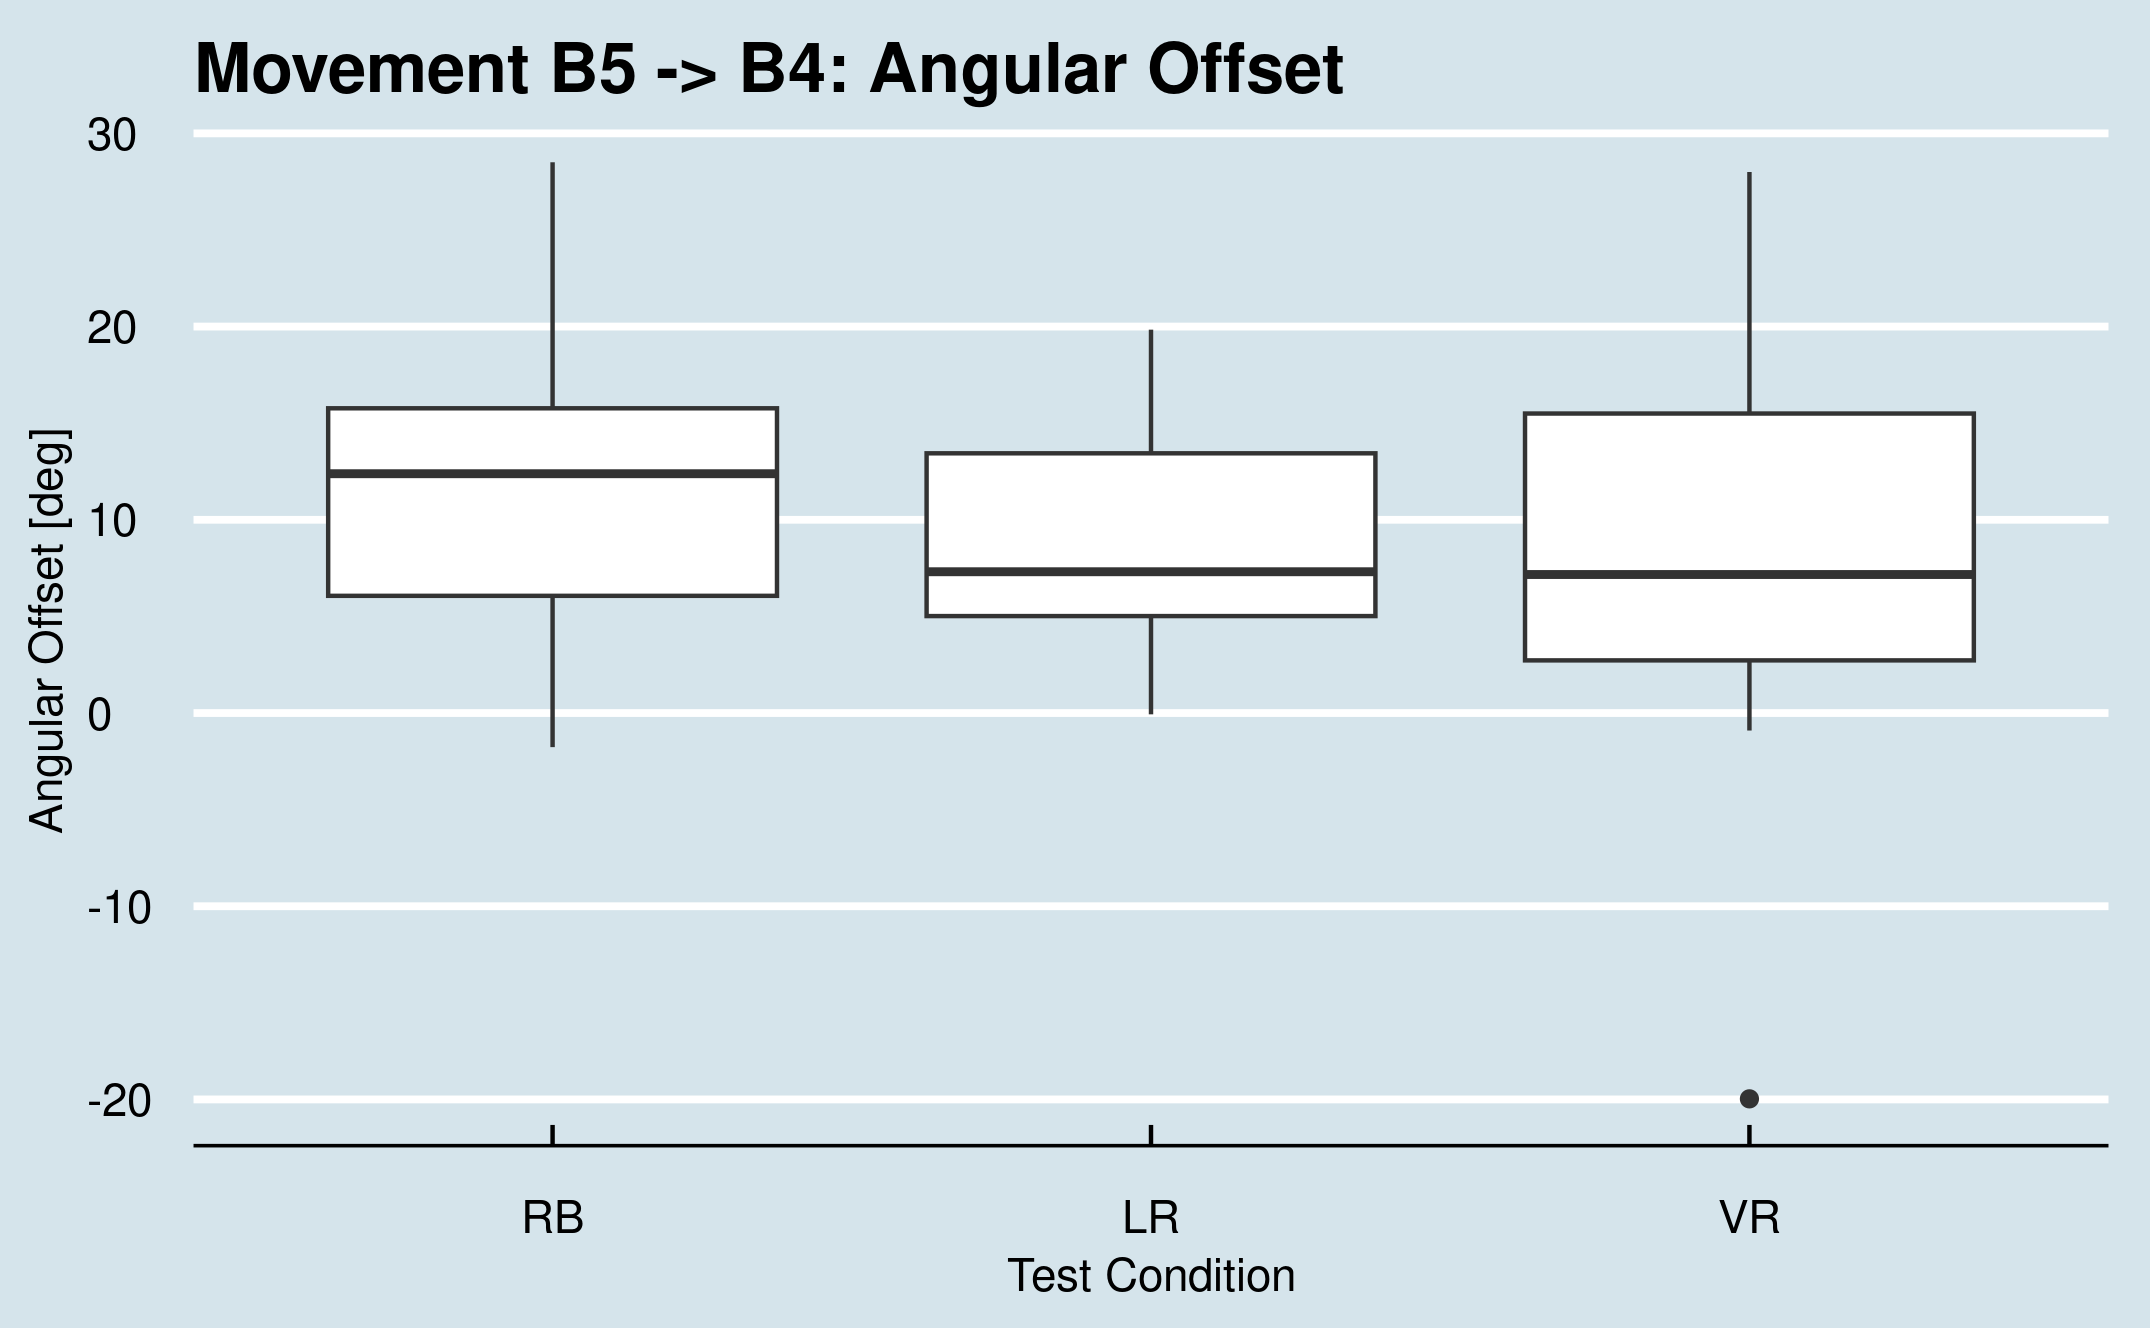 Movement B5 -> B4: Angular Offset
30
20
10
0
-10
-20
Angular Offset [deg]
RB
LR
VR
Test Condition